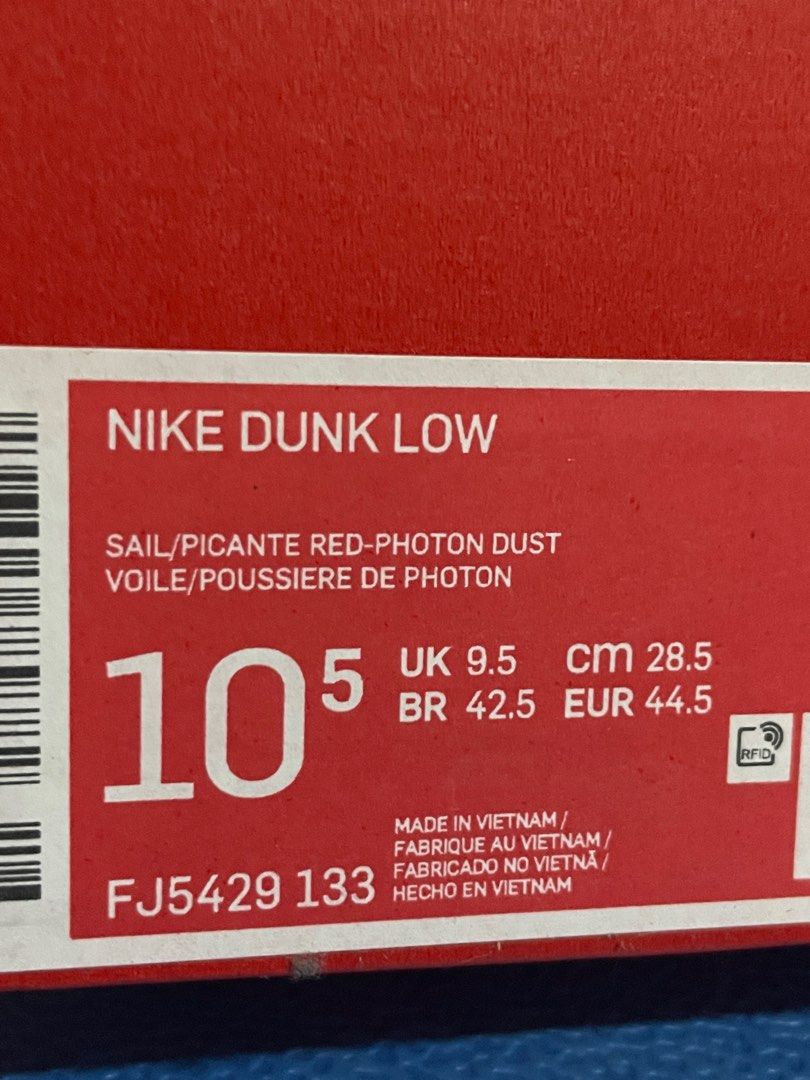 NIKE DUNK LOW
SAIL/PICANTE RED-PHOTON DUST
VOILE/POUSSIERE DE PHOTON
10⁵
UK 9.5 cm 28.5
BR 42.5 EUR 44.5
RFID
MADE IN VIETNAM /
FABRIQUE AU VIETNAM /
FABRICADO NO VIETNÃ /
HECHO EN VIETNAM
FJ5429 133